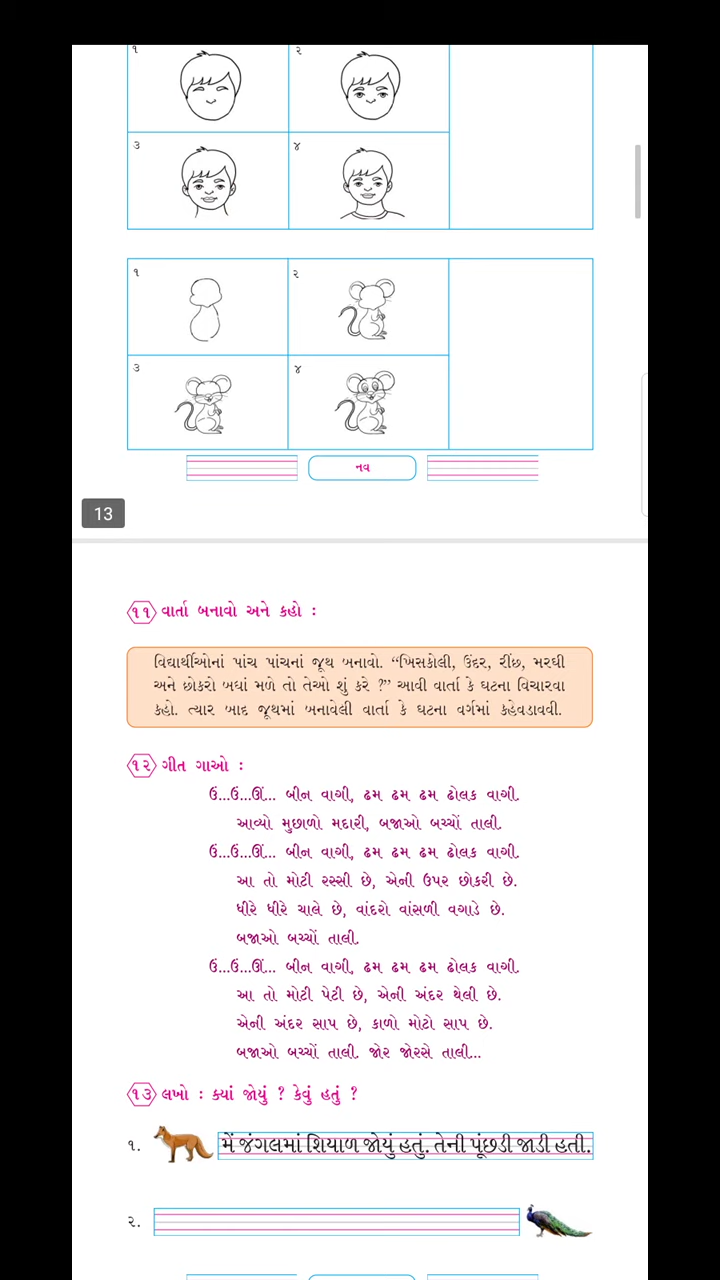 ૧
૨
૩
૪
૧
૨
૩
૪
નવ
13
૧૧ વાર્તા બનાવો અને કહો :
વિદ્યાર્થીઓનાં પાંચ પાંચનાં જૂથ બનાવો. “ખિસકોલી, ઉંદર, રીંછ, મરઘી
અને છોકરો બધાં મળે તો તેઓ શું કરે ?” આવી વાર્તા કે ઘટના વિચારવા
કહો. ત્યાર બાદ જૂથમાં બનાવેલી વાર્તા કે ઘટના વર્ગમાં કહેવડાવવી.
૧૨ ગીત ગાઓ :
ઉં...ઉં...ઊં... બીન વાગી, ઢમ ઢમ ઢમ ઢોલક વાગી.
આવ્યો મુછાળો મદારી, બજાઓ બચ્ચોં તાલી.
ઉં...ઉં...ઊં... બીન વાગી, ઢમ ઢમ ઢમ ઢોલક વાગી.
આ તો મોટી રસ્સી છે, એની ઉપર છોકરી છે.
ધીરે ધીરે ચાલે છે, વાંદરો વાંસળી વગાડે છે.
બજાઓ બચ્ચોં તાલી.
ઉં...ઉં...ઊં... બીન વાગી, ઢમ ઢમ ઢમ ઢોલક વાગી.
આ તો મોટી પેટી છે, એની અંદર થેલી છે.
એની અંદર સાપ છે, કાળો મોટો સાપ છે.
બજાઓ બચ્ચોં તાલી. જોર જોરસે તાલી...
૧૩ લખો : ક્યાં જોયું ? કેવું હતું ?
૧. મેં જંગલમાં શિયાળ જોયું હતું. તેની પૂંછડી જાડી હતી.
૨.